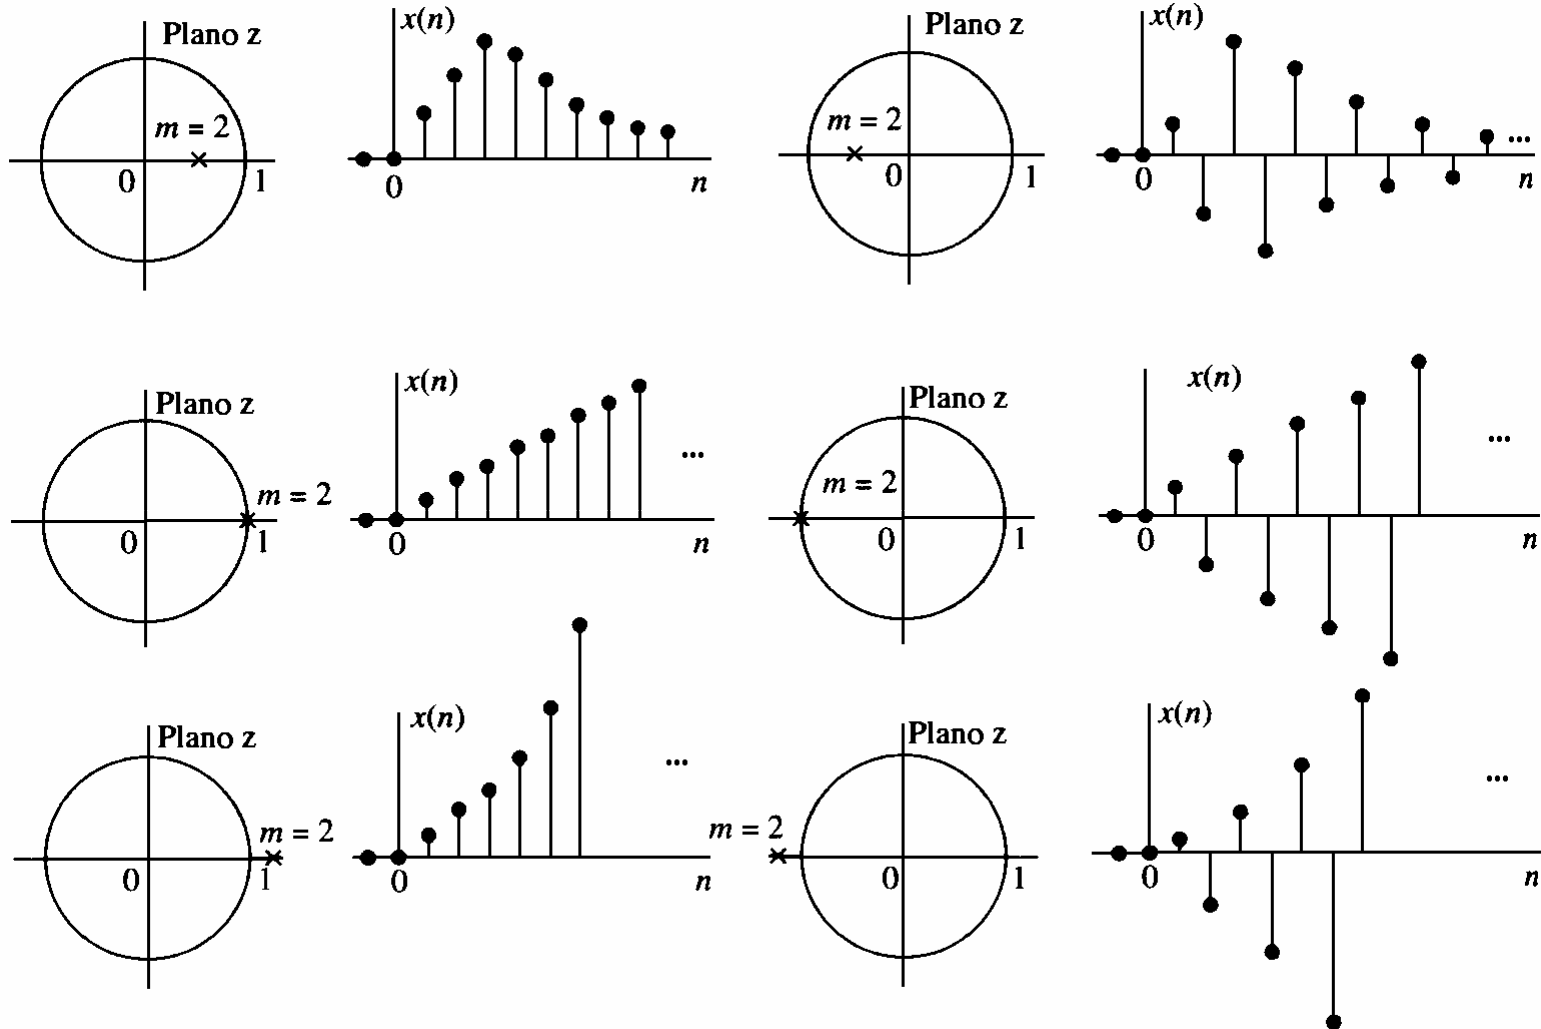 Plano z
m = 2
0
1
x(n)
0
n
Plano z
m = 2
0
1
x(n)
0
...
n
Plano z
m = 2
0
1
x(n)
0
...
n
Plano z
m = 2
0
1
x(n)
0
...
n
Plano z
m = 2
0
1
x(n)
0
...
n
Plano z
m = 2
0
1
x(n)
0
...
n